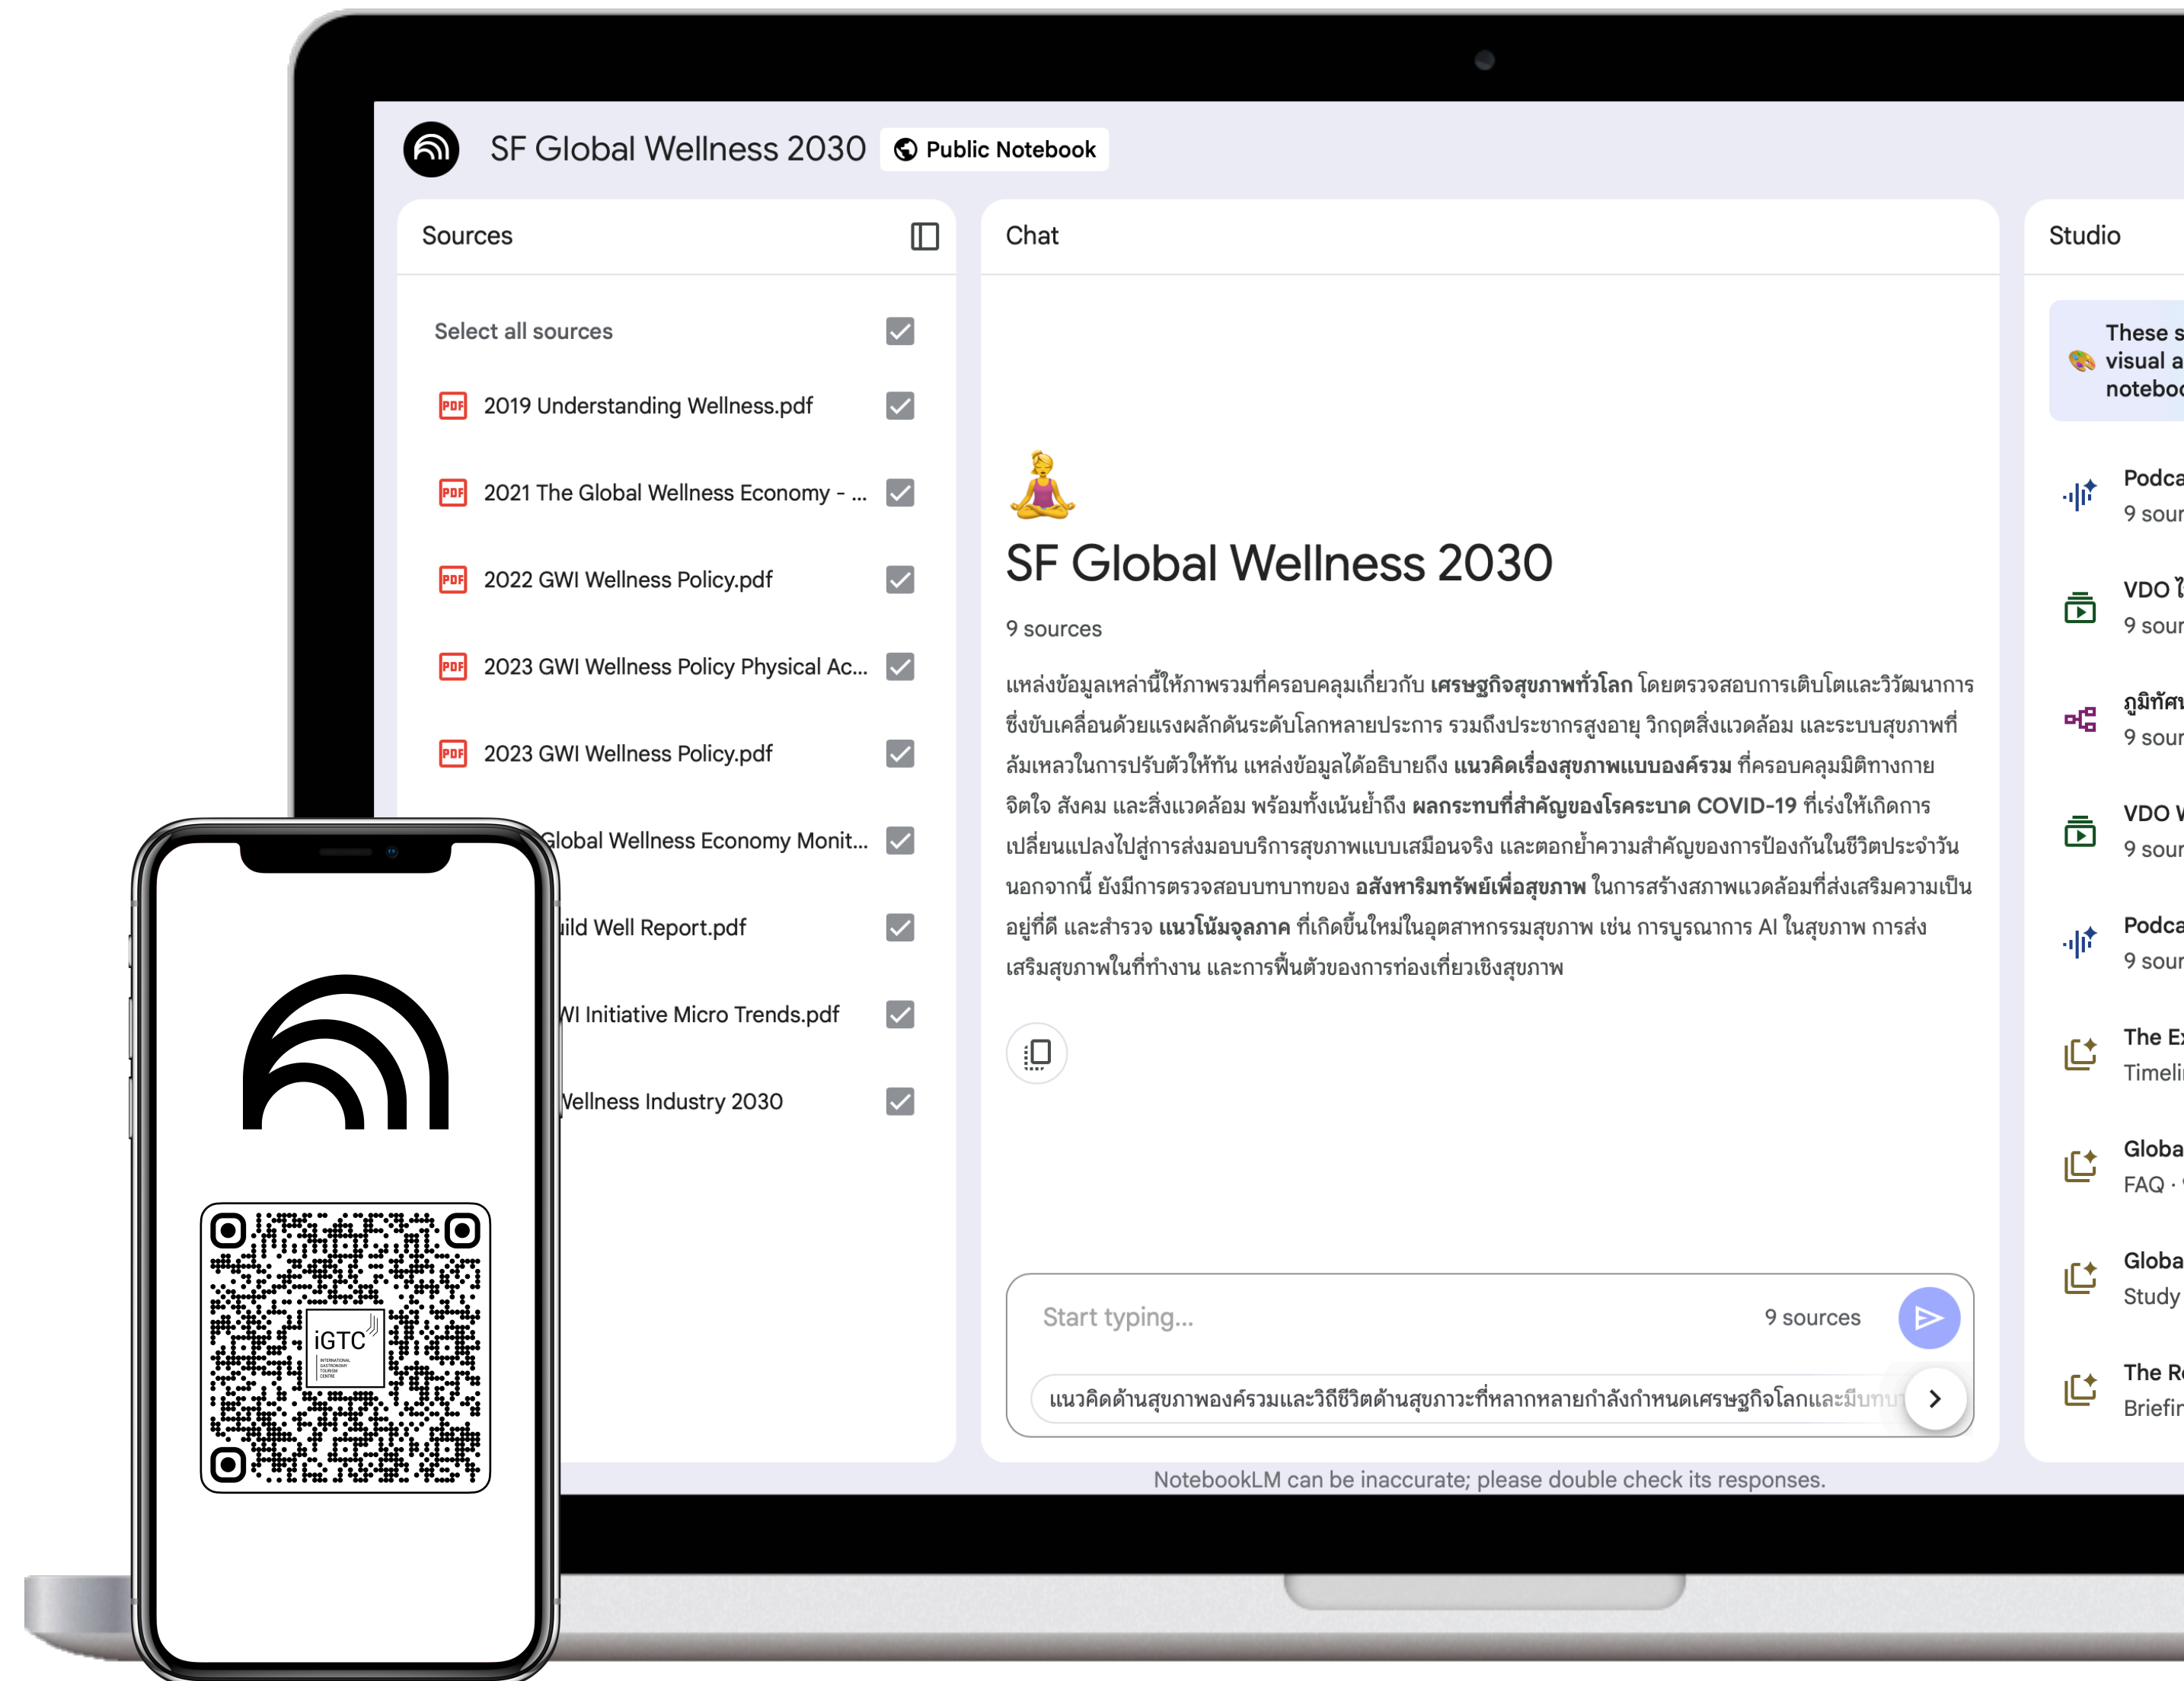 SF Global Wellness 2030
Public Notebook
Sources
Select all sources
2019 Understanding Wellness.pdf
2021 The Global Wellness Economy - ...
2022 GWI Wellness Policy.pdf
2023 GWI Wellness Policy Physical Ac...
2023 GWI Wellness Policy.pdf
Global Wellness Economy Monit...
Well Report.pdf
Initiative Micro Trends.pdf
Wellness Industry 2030
Chat
SF Global Wellness 2030
9 sources
แหล่งข้อมูลเหล่านี้ให้ภาพรวมที่ครอบคลุมเกี่ยวกับ เศรษฐกิจสุขภาพทั่วโลก โดยตรวจสอบการเติบโตและวิวัฒนาการ
ซึ่งขับเคลื่อนด้วยแรงผลักดันระดับโลกหลายประการ รวมถึงประชากรสูงอายุ วิกฤตสิ่งแวดล้อม และระบบสุขภาพที่
ล้มเหลวในการปรับตัวให้ทัน แหล่งข้อมูลได้อธิบายถึง แนวคิดเรื่องสุขภาพแบบองค์รวม ที่ครอบคลุมมิติทางกาย
จิตใจ สังคม และสิ่งแวดล้อม พร้อมทั้งเน้นย้ำถึง ผลกระทบที่สำคัญของโรคระบาด COVID-19 ที่เร่งให้เกิดการ
เปลี่ยนแปลงไปสู่การส่งมอบบริการสุขภาพแบบเสมือนจริง และตอกย้ำความสำคัญของการป้องกันในชีวิตประจำวัน
นอกจากนี้ ยังมีการตรวจสอบบทบาทของ อสังหาริมทรัพย์เพื่อสุขภาพ ในการสร้างสภาพแวดล้อมที่ส่งเสริมความเป็น
อยู่ที่ดี และสำรวจ แนวโน้มจุลภาค ที่เกิดขึ้นใหม่ในอุตสาหกรรมสุขภาพ เช่น การบูรณาการ AI ในสุขภาพ การส่ง
เสริมสุขภาพในที่ทำงาน และการฟื้นตัวของการท่องเที่ยวเชิงสุขภาพ
Start typing...
9 sources
แนวคิดด้านสุขภาพองค์รวมและวิถีชีวิตด้านสุขภาวะที่หลากหลายกำลังกำหนดเศรษฐกิจโลกและมีบทบา
NotebookLM can be inaccurate; please double check its responses.
Studio
These s
visual a
noteboo
Podca
9 sour
VDO
9 sour
ภูมิทัศน
9 sour
VDO
9 sour
Podca
9 sour
The Ex
Timeli
Globa
FAQ ·
Globa
Study
The Re
Briefin
iGTC
INTERNATIONAL
GASTRONOMY
TOURISM
CENTRE